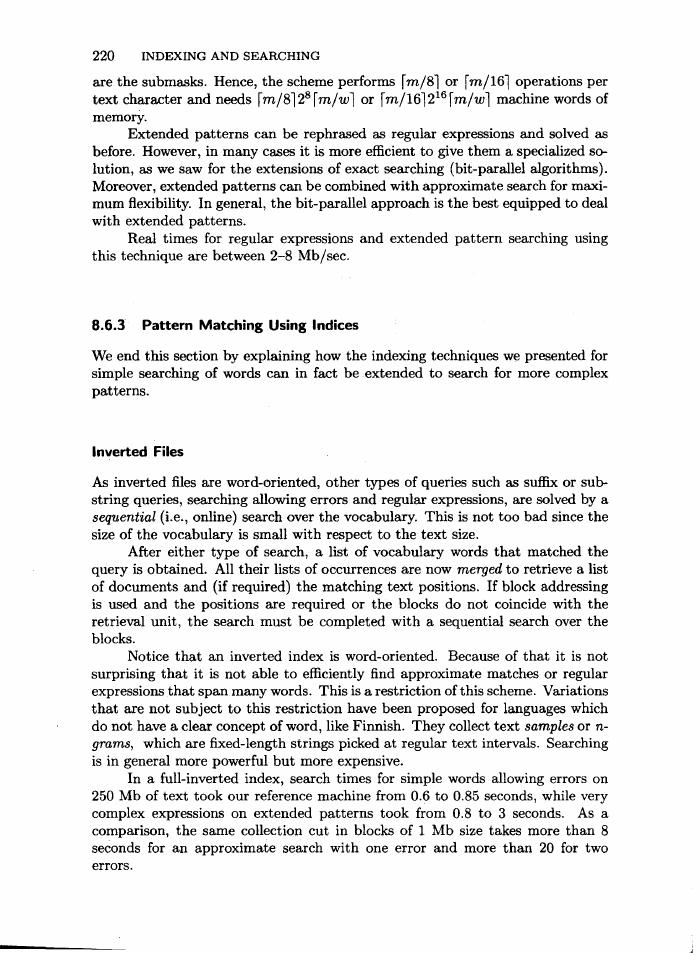 220 INDEXING AND SEARCHING
are the submasks. Hence, the scheme performs ⌈m/8⌉ or ⌈m/16⌉ operations per
text character and needs ⌈m/8⌉2⁸⌈m/w⌉ or ⌈m/16⌉2¹⁶⌈m/w⌉ machine words of
memory.
Extended patterns can be rephrased as regular expressions and solved as
before. However, in many cases it is more efficient to give them a specialized so-
lution, as we saw for the extensions of exact searching (bit-parallel algorithms).
Moreover, extended patterns can be combined with approximate search for maxi-
mum flexibility. In general, the bit-parallel approach is the best equipped to deal
with extended patterns.
Real times for regular expressions and extended pattern searching using
this technique are between 2–8 Mb/sec.
8.6.3 Pattern Matching Using Indices
We end this section by explaining how the indexing techniques we presented for
simple searching of words can in fact be extended to search for more complex
patterns.
Inverted Files
As inverted files are word-oriented, other types of queries such as suffix or sub-
string queries, searching allowing errors and regular expressions, are solved by a
sequential (i.e., online) search over the vocabulary. This is not too bad since the
size of the vocabulary is small with respect to the text size.
After either type of search, a list of vocabulary words that matched the
query is obtained. All their lists of occurrences are now merged to retrieve a list
of documents and (if required) the matching text positions. If block addressing
is used and the positions are required or the blocks do not coincide with the
retrieval unit, the search must be completed with a sequential search over the
blocks.
Notice that an inverted index is word-oriented. Because of that it is not
surprising that it is not able to efficiently find approximate matches or regular
expressions that span many words. This is a restriction of this scheme. Variations
that are not subject to this restriction have been proposed for languages which
do not have a clear concept of word, like Finnish. They collect text samples or n-
grams, which are fixed-length strings picked at regular text intervals. Searching
is in general more powerful but more expensive.
In a full-inverted index, search times for simple words allowing errors on
250 Mb of text took our reference machine from 0.6 to 0.85 seconds, while very
complex expressions on extended patterns took from 0.8 to 3 seconds. As a
comparison, the same collection cut in blocks of 1 Mb size takes more than 8
seconds for an approximate search with one error and more than 20 for two
errors.